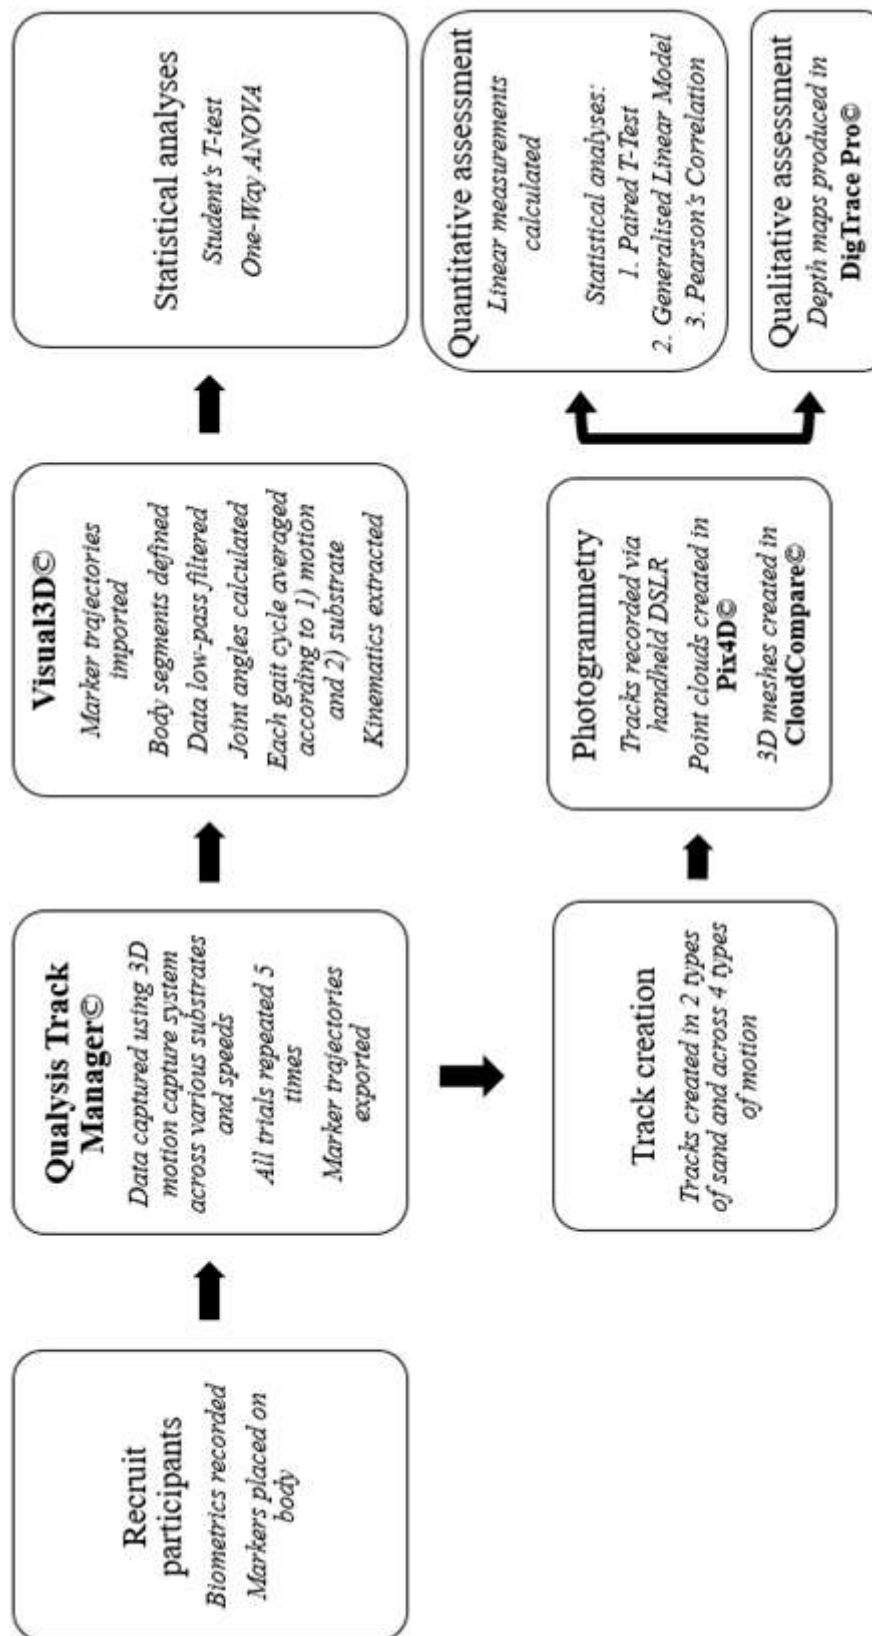 Recruit
participants
Biometrics recorded
Markers placed on
body
Qualysis Track
Manager©
Data captured using 3D
motion capture system
across various substrates
and speeds
All trials repeated 5
times
Marker trajectories
exported
Visual3D©
Marker trajectories
imported
Body segments defined
Data low-pass filtered
Joint angles calculated
Each gait cycle averaged
according to 1) motion
and 2) substrate
Kinematics extracted
Statistical analyses
Student's T-test
One-Way ANOVA
Track creation
Tracks created in 2 types
of sand and across 4 types
of motion
Photogrammetry
Tracks recorded via
handheld DSLR
Point clouds created in
Pix4D©
3D meshes created in
CloudCompare©
Quantitative assessment
Linear measurements
calculated
Statistical analyses:
1. Paired T-Test
2. Generalised Linear Model
3. Pearson's Correlation
Qualitative assessment
Depth maps produced in
DigTrace Pro©